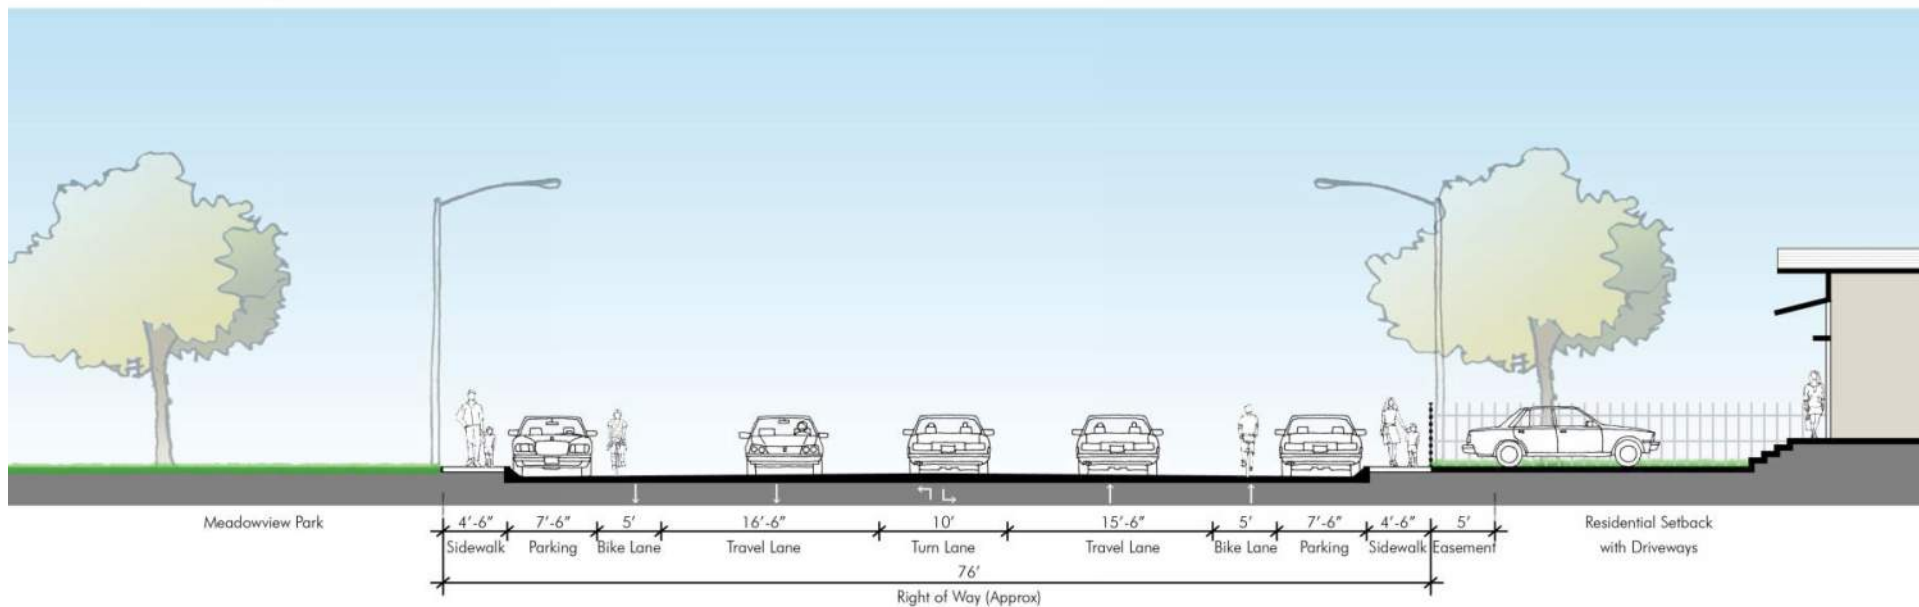 Meadowview Park
4'-6" 7'-6" 5' 16'-6" 10' 15'-6" 5' 7'-6" 4'-6" 5'
Residential Setback
Sidewalk Parking Bike Lane Travel Lane Turn Lane Travel Lane Bike Lane Parking Sidewalk Easement
with Driveways
76'
Right of Way (Approx)